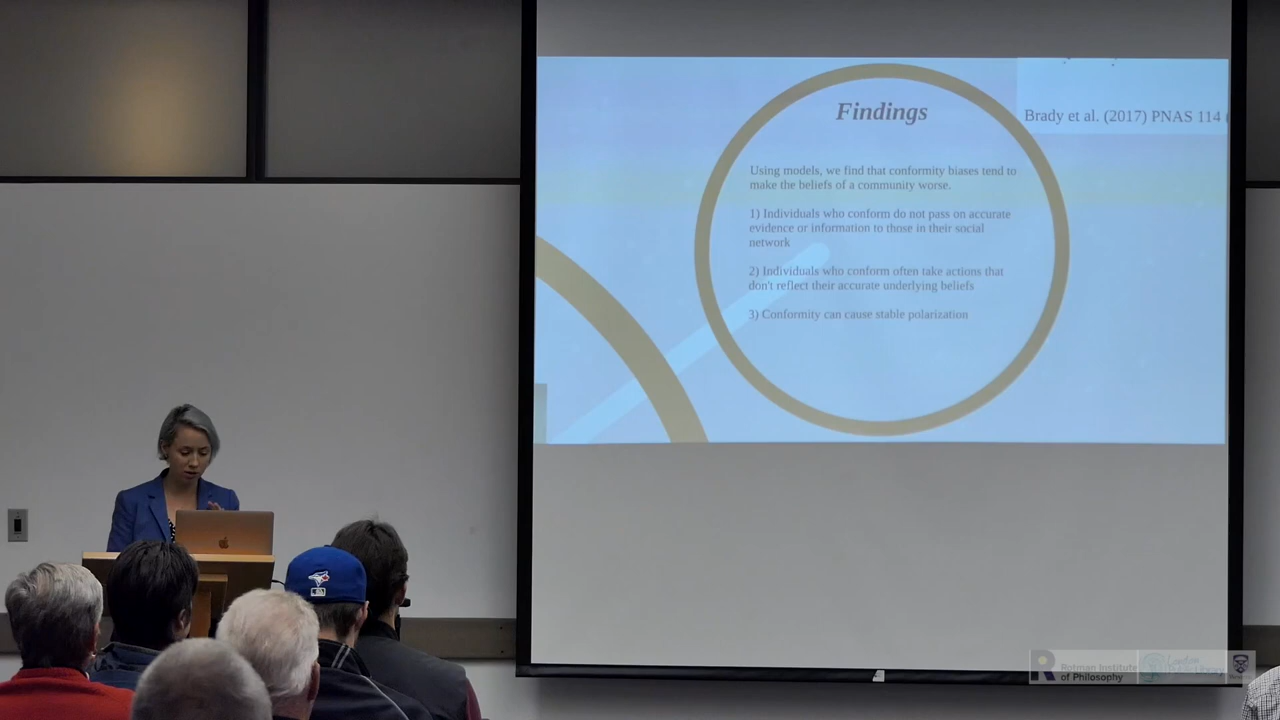 Findings
Brady et al. (2017) PNAS 114
Using models, we find that conformity biases tend to
make the beliefs of a community worse.
1) Individuals who conform do not pass on accurate
evidence or information to those in their social
network
2) Individuals who conform often take actions that
don't reflect their accurate underlying beliefs
3) Conformity can cause stable polarization
Rotman Institute
of Philosophy